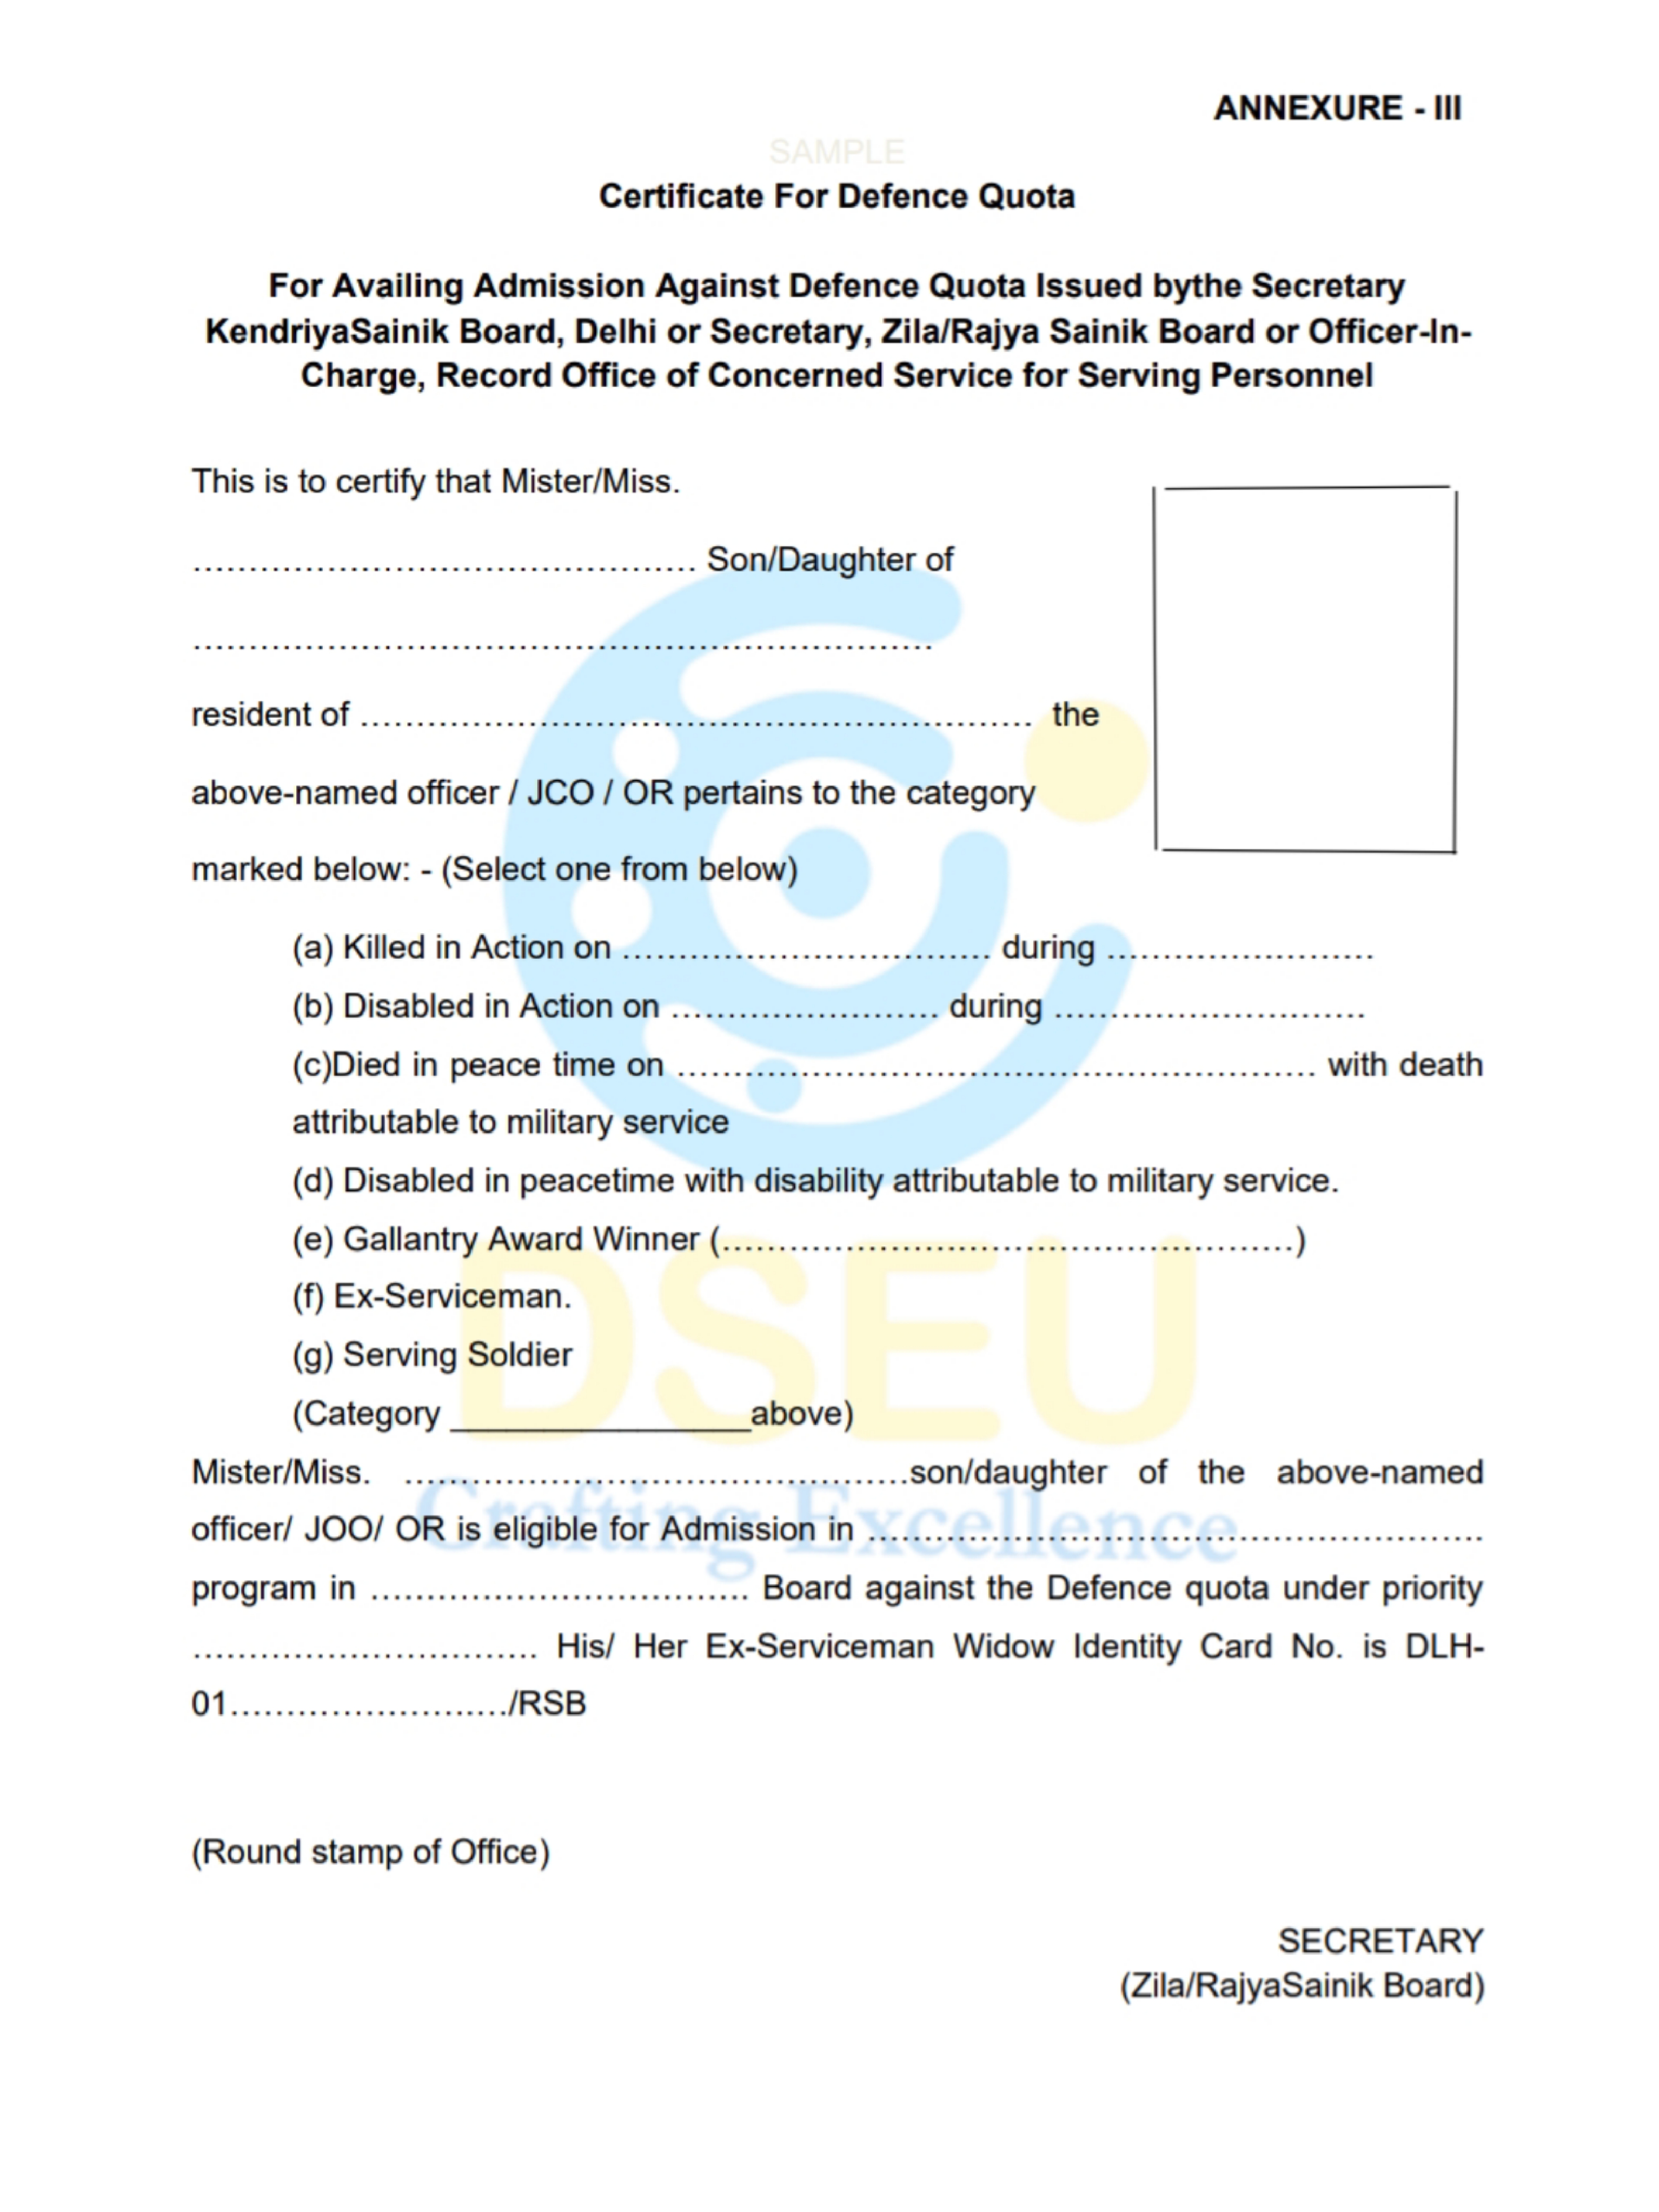 ANNEXURE - III
SAMPLE
Certificate For Defence Quota
For Availing Admission Against Defence Quota Issued bythe Secretary
KendriyaSainik Board, Delhi or Secretary, Zila/Rajya Sainik Board or Officer-In-
Charge, Record Office of Concerned Service for Serving Personnel
This is to certify that Mister/Miss.
............................................. Son/Daughter of
..................................................................
resident of ............................................................ the
above-named officer / JCO / OR pertains to the category
marked below: - (Select one from below)
(a) Killed in Action on ................................. during ........................
(b) Disabled in Action on ........................ during ............................
(c)Died in peace time on ......................................................... with death
attributable to military service
(d) Disabled in peacetime with disability attributable to military service.
(e) Gallantry Award Winner (...................................................)
(f) Ex-Serviceman.
(g) Serving Soldier
(Category ________________above)
DSEU
Mister/Miss. .............................................son/daughter of the above-named
officer/ JOO/ OR is eligible for Admission in .......................................................
Crafting Excellence
program in .................................. Board against the Defence quota under priority
............................... His/ Her Ex-Serviceman Widow Identity Card No. is DLH-
01........................./RSB
(Round stamp of Office)
SECRETARY
(Zila/RajyaSainik Board)